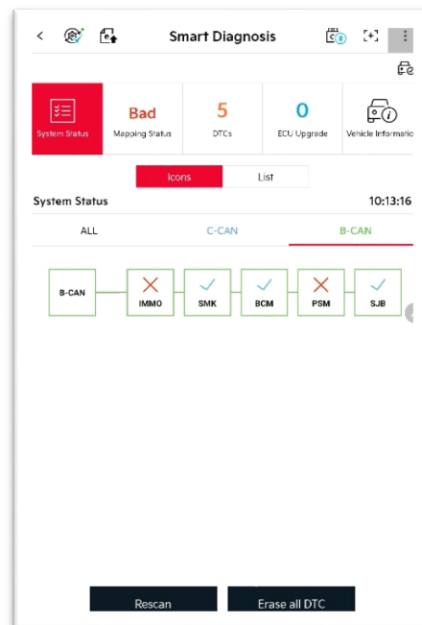 Smart Diagnosis
Bad
5
0
System Status
Mapping Status
DTCs
ECU Upgrade
Vehicle Informatic
Icons
List
System Status
10:13:16
ALL
C-CAN
B-CAN
B-CAN
IMMO
SMK
BCM
PSM
SJB
Rescan
Erase all DTC